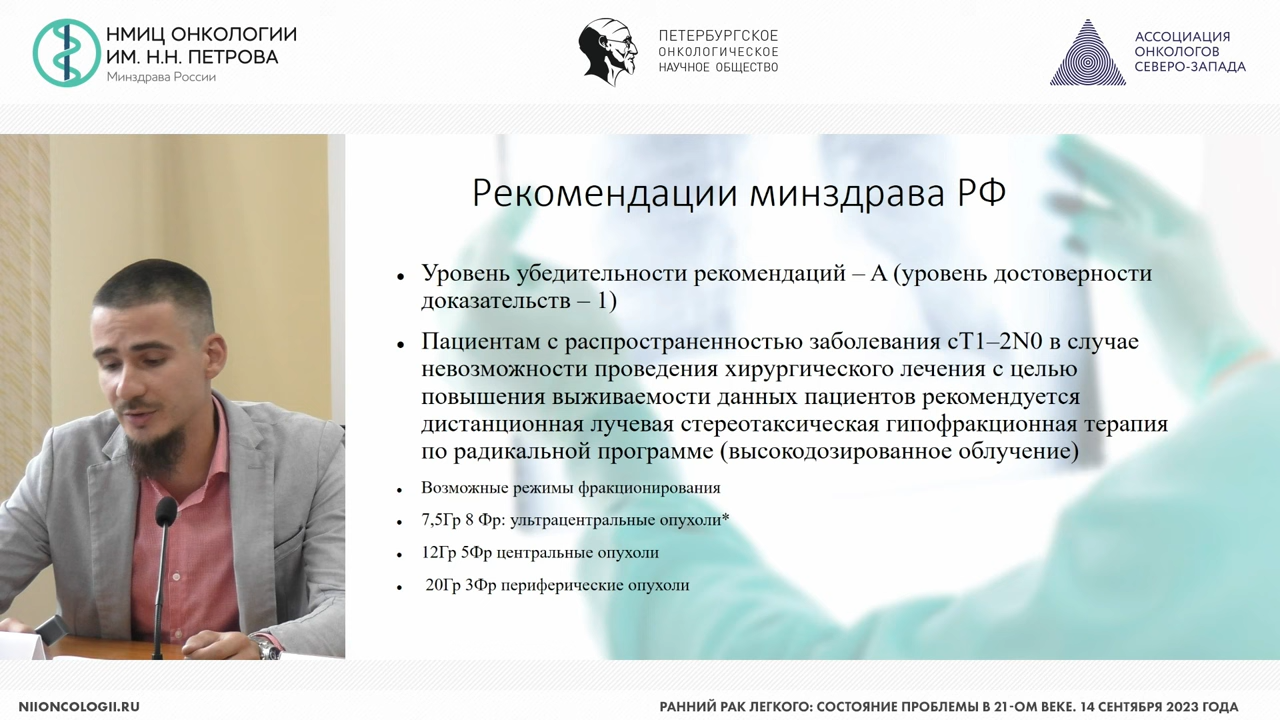 НМИЦ ОНКОЛОГИИ
ИМ. Н.Н. ПЕТРОВА
Минздрава России
ПЕТЕРБУРГСКОЕ
ОНКОЛОГИЧЕСКОЕ
НАУЧНОЕ ОБЩЕСТВО
АССОЦИАЦИЯ
ОНКОЛОГОВ
СЕВЕРО-ЗАПАДА
Рекомендации минздрава РФ
• Уровень убедительности рекомендаций – А (уровень достоверности
доказательств – 1)
• Пациентам с распространенностью заболевания cT1–2N0 в случае
невозможности проведения хирургического лечения с целью
повышения выживаемости данных пациентов рекомендуется
дистанционная лучевая стереотаксическая гипофракционная терапия
по радикальной программе (высокодозированное облучение)
• Возможные режимы фракционирования
• 7,5Гр 8 Фр: ультрацентральные опухоли*
• 12Гр 5Фр центральные опухоли
• 20Гр 3Фр периферические опухоли
NIIONCOLOGII.RU
РАННИЙ РАК ЛЕГКОГО: СОСТОЯНИЕ ПРОБЛЕМЫ В 21-ОМ ВЕКЕ. 14 СЕНТЯБРЯ 2023 ГОДА